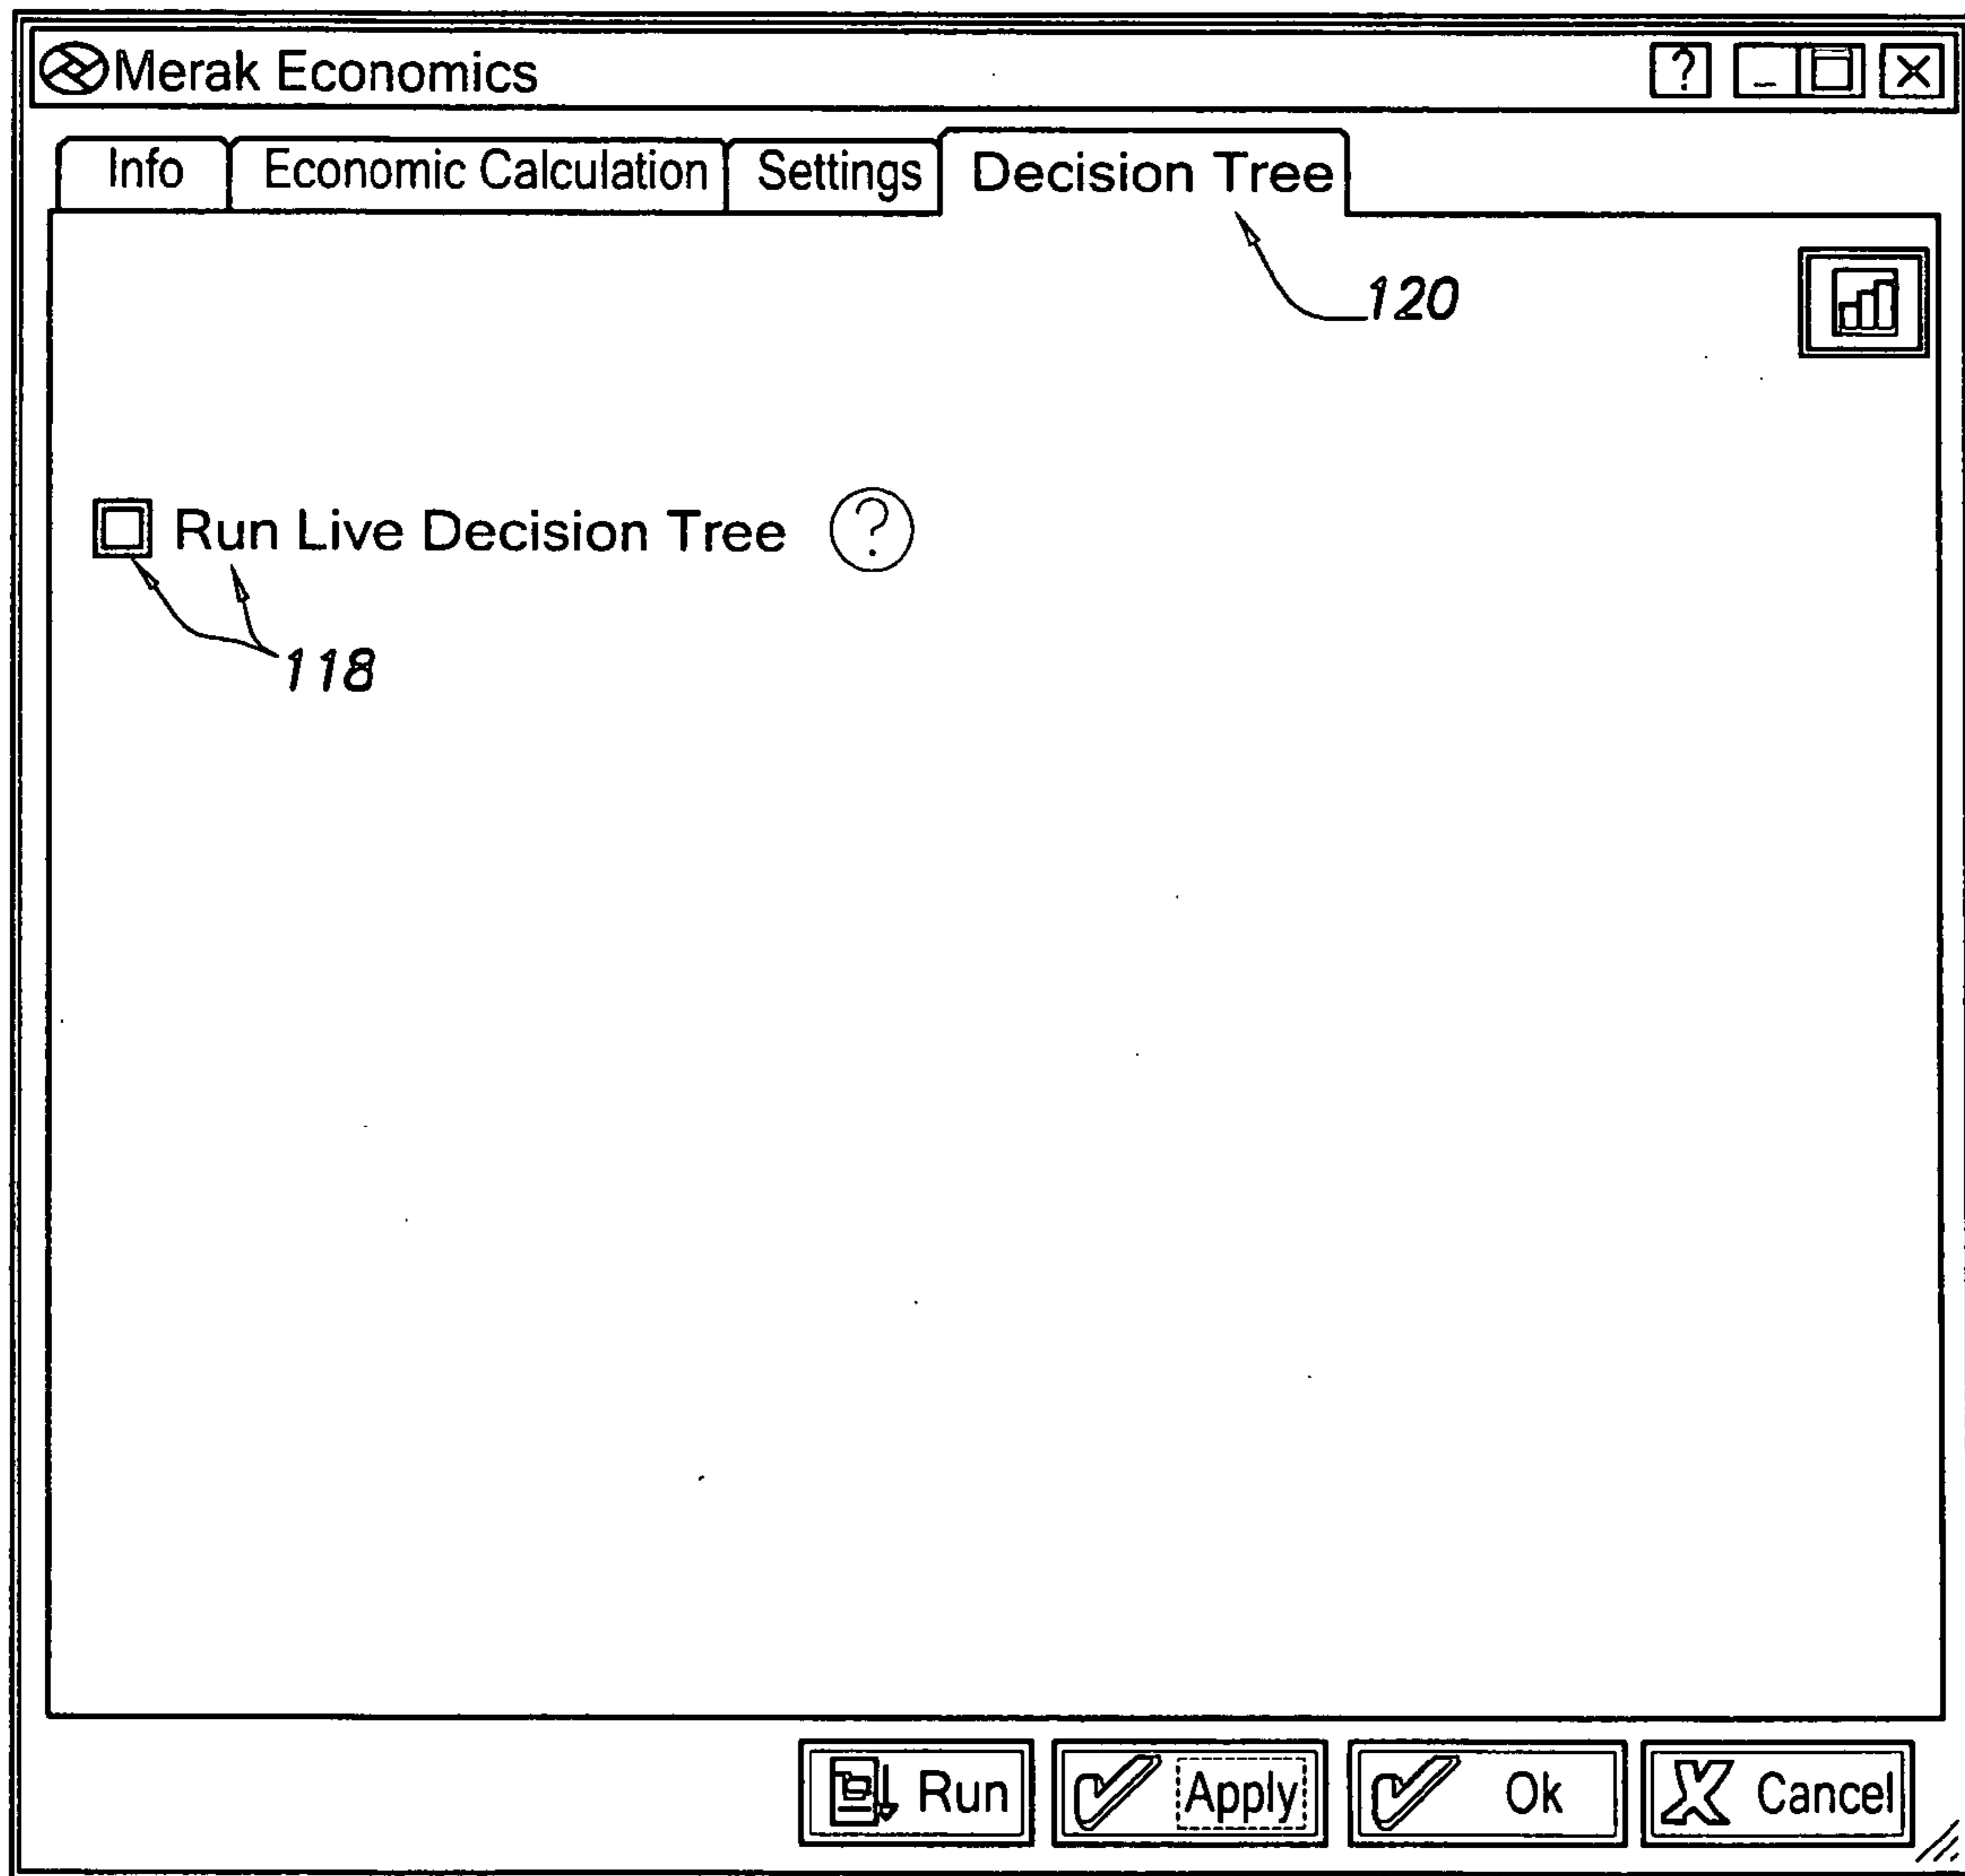 Merak Economics ? _ X
Info Economic Calculation Settings Decision Tree
120
Run Live Decision Tree ?
118
Run Apply Ok Cancel